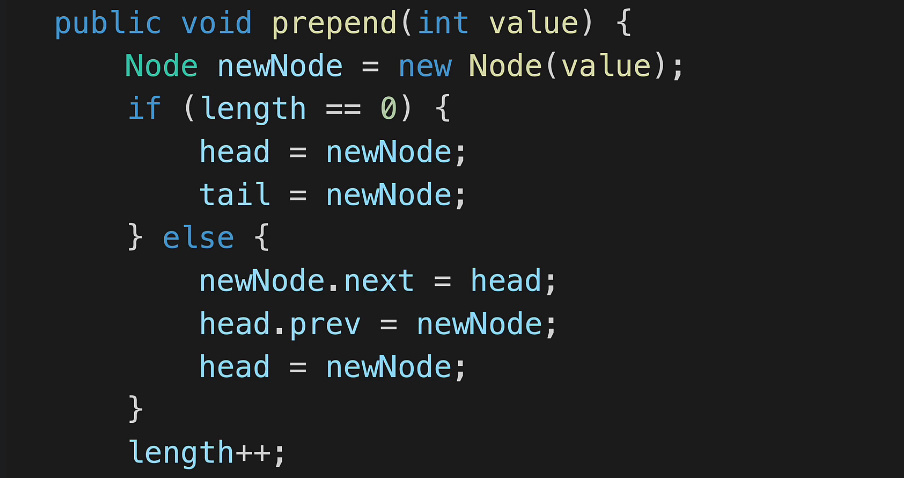 public void prepend(int value) {
    Node newNode = new Node(value);
    if (length == 0) {
        head = newNode;
        tail = newNode;
    } else {
        newNode.next = head;
        head.prev = newNode;
        head = newNode;
    }
    length++;